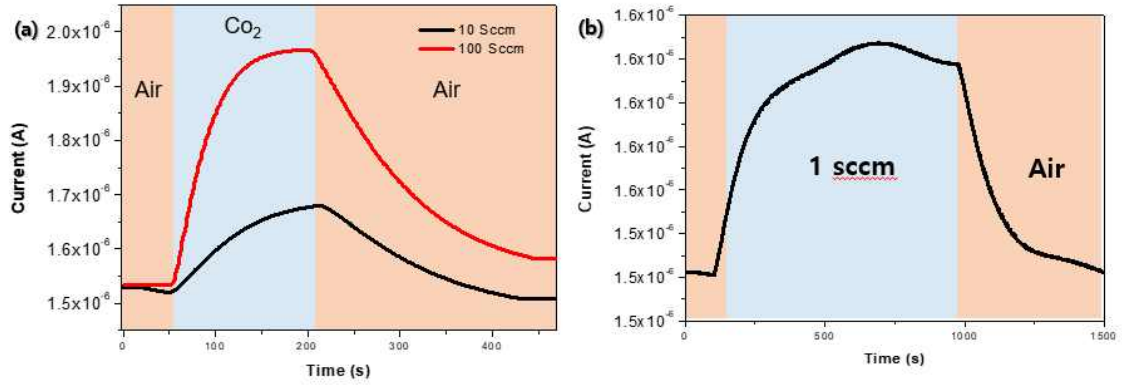 (a)
Co₂
10 Sccm
100 Sccm
Air
Air
2.0x10⁻⁶
1.9x10⁻⁶
1.8x10⁻⁶
1.7x10⁻⁶
1.6x10⁻⁶
1.5x10⁻⁶
Current (A)
0
100
200
300
400
Time (s)
(b)
1.6x10⁻⁶
1.6x10⁻⁶
1.6x10⁻⁶
1.6x10⁻⁶
1.6x10⁻⁶
1.5x10⁻⁶
1.5x10⁻⁶
1.5x10⁻⁶
Current (A)
1 sccm
Air
0
500
1000
1500
Time (s)